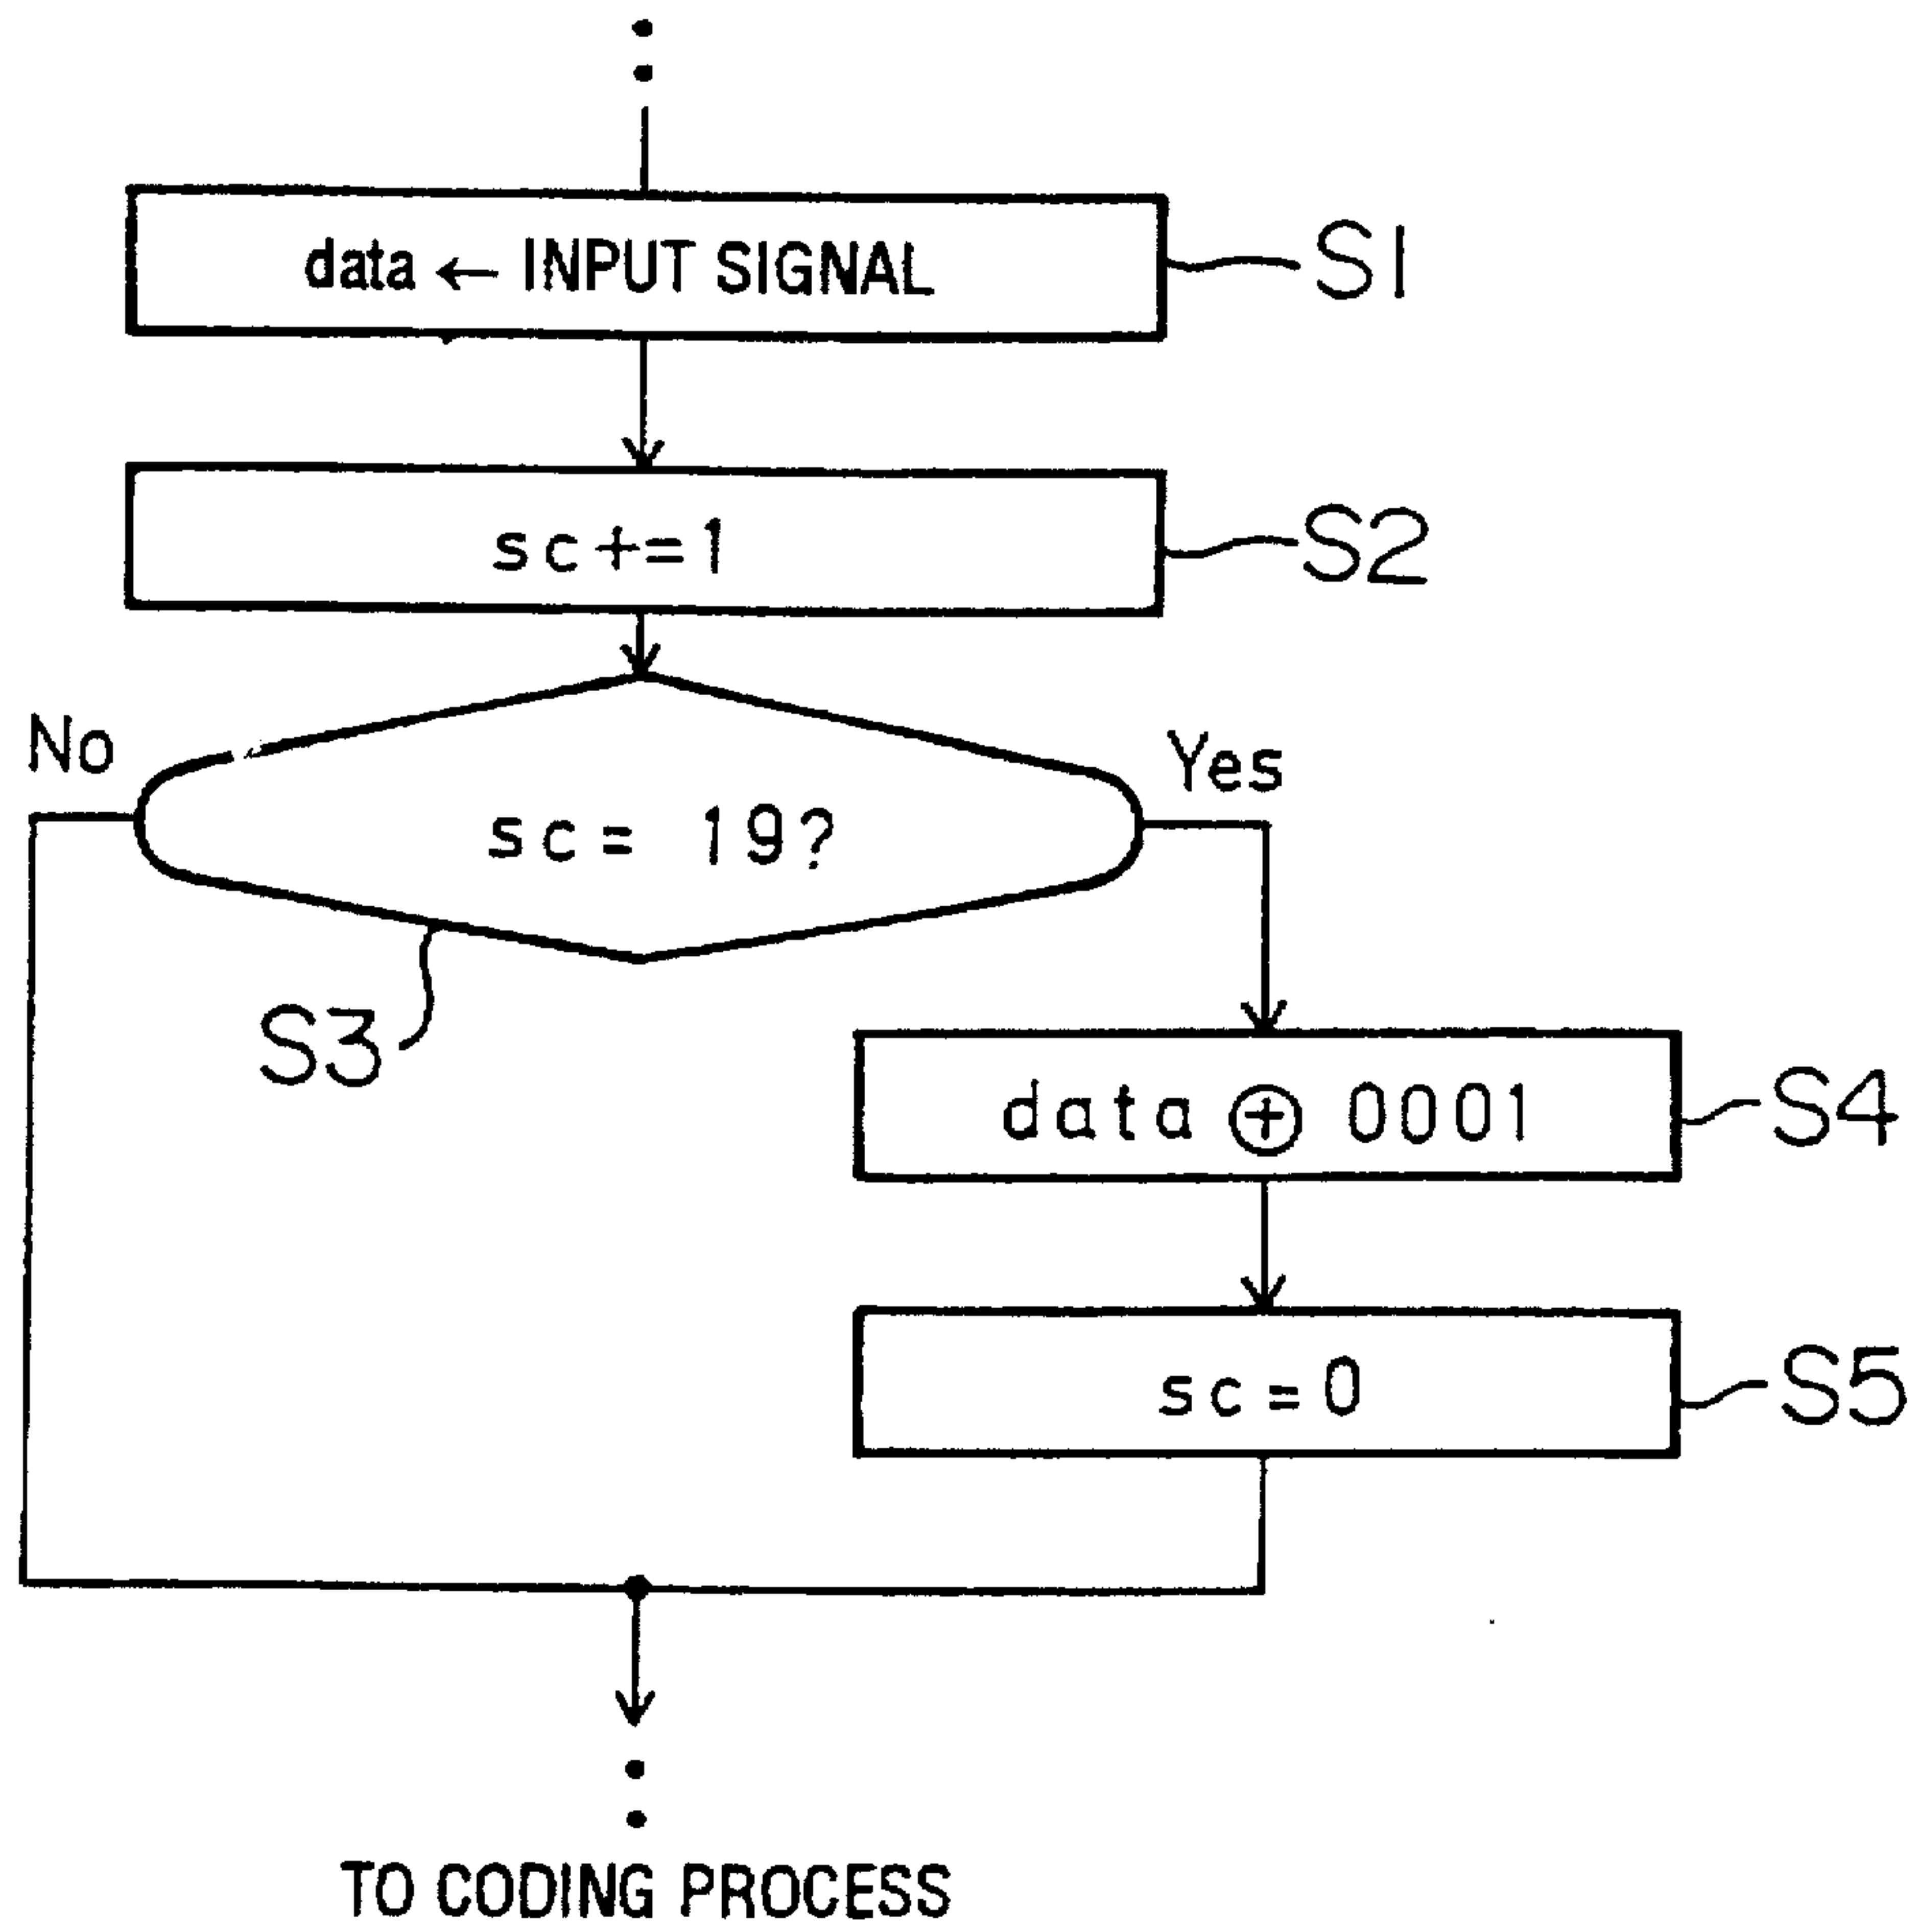 data ← INPUT SIGNAL
S1
sc+=1
S2
No
Yes
sc= 19?
S3
data ⊕ 0001
S4
sc=0
S5
TO CODING PROCESS